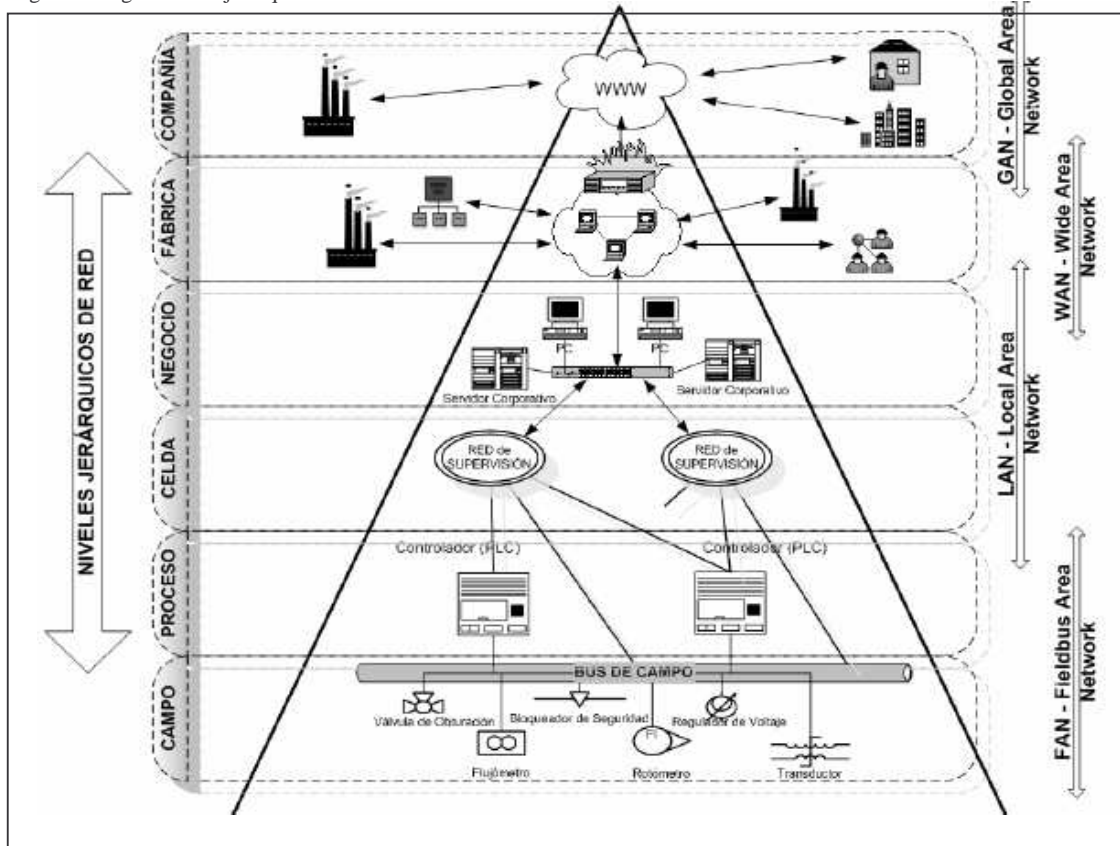 COMPAÑÍA
WWW
GAN - Global Area
Network
FÁBRICA
WAN - Wide Area
Network
NIVELES JERÁRQUICOS DE RED
NEGOCIO
PC
PC
Servidor Corporativo
Servidor Corporativo
LAN - Local Area
Network
CELDA
RED de
SUPERVISIÓN
RED de
SUPERVISIÓN
PROCESO
Controlador (PLC)
Controlador (PLC)
BUS DE CAMPO
CAMPO
Válvula de Obturación
Bloqueador de Seguridad
Regulador de Voltaje
Flujómetro
FI
Rotómetro
Transductor
FAN - Fieldbus Area
Network